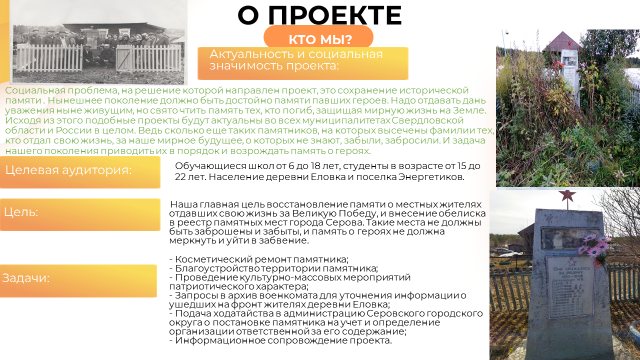 О ПРОЕКТЕ
КТО МЫ?
Актуальность и социальная
значимость проекта:
Социальная проблема, на решение которой направлен проект, это сохранение исторической
памяти . Нынешнее поколение должно быть достойно памяти павших героев. Надо отдавать дань
уважения ныне живущим, но свято чтить память тех, кто погиб, защищая мирную жизнь на Земле.
Исходя из этого подобные проекты будут актуальны во всех муниципалитетах Свердловской
области и России в целом. Ведь сколько еще таких памятников, на которых высечены фамилии тех,
кто отдал свою жизнь, за наше мирное будущее, о которых не знают, забыли, забросили. И задача
нашего поколения приводить их в порядок и возрождать память о героях.
Целевая аудитория:
Обучающиеся школ от 6 до 18 лет, студенты в возрасте от 15 до
22 лет. Население деревни Еловка и поселка Энергетиков.
Цель:
Наша главная цель восстановление памяти о местных жителях
отдавших свою жизнь за Великую Победу, и внесение обелиска
в реестр памятных мест города Серова. Такие места не должны
быть заброшены и забыты, и память о героях не должна
меркнуть и уйти в забвение.
Задачи:
- Косметический ремонт памятника;
- Благоустройство территории памятника;
- Проведение культурно-массовых мероприятий
патриотического характера;
- Запросы в архив военкомата для уточнения информации о
ушедших на фронт жителях деревни Еловка;
- Подача ходатайства в администрацию Серовского городского
округа о постановке памятника на учет и определение
организации ответственной за его содержание;
- Информационное сопровождение проекта.